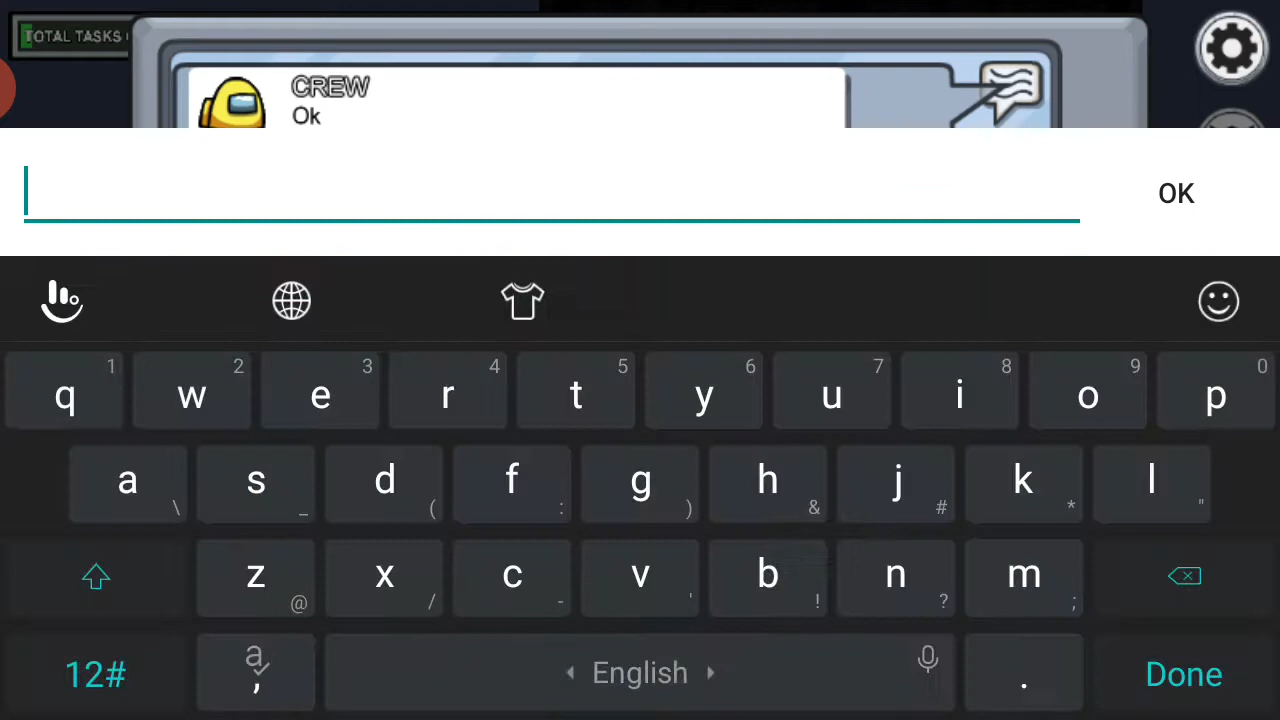 TOTAL TASKS
CREW
Ok
OK
1 2 3 4 5 6 7 8 9 0
q w e r t y u i o p
a s d f g h j k l
\ _ ( : ) & # * "
z x c v b n m
@ / - ' ! ? ;
12# a , English . Done